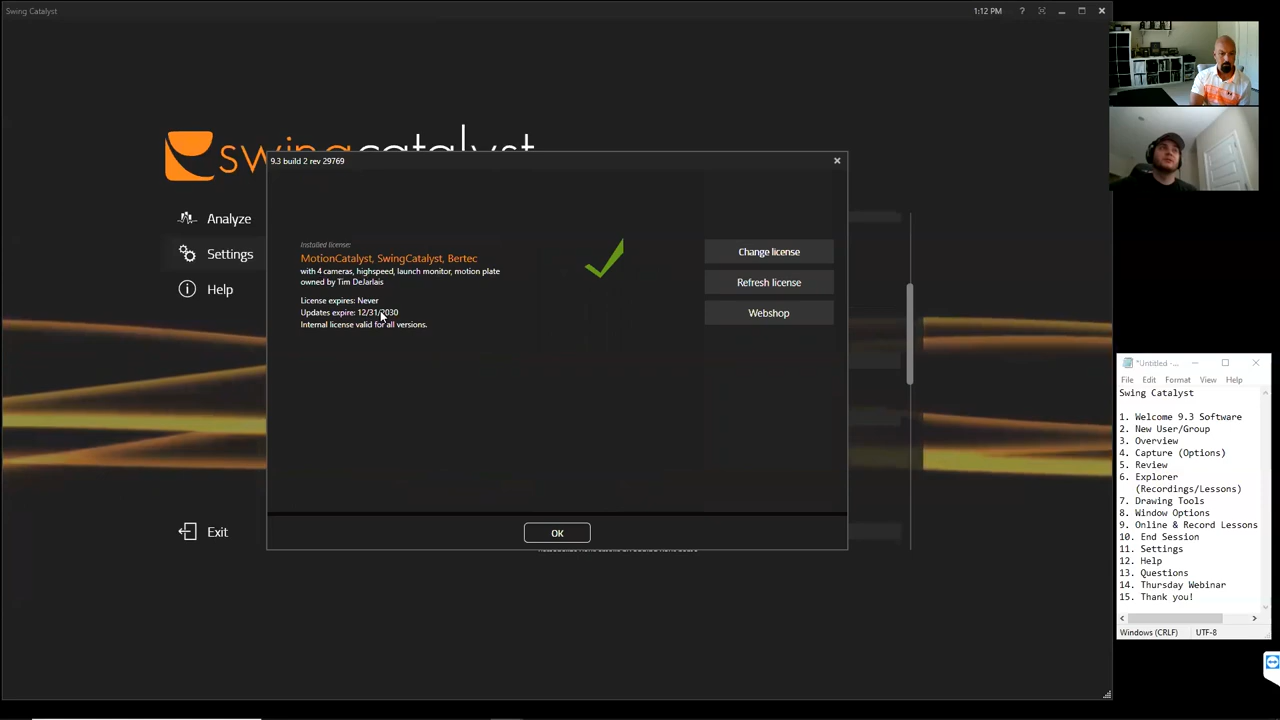 Swing Catalyst
1:12 PM
?
swingcatalyst
9.3 build 2 rev 29769
Analyze
Settings
Help
Exit
Installed license:
MotionCatalyst, SwingCatalyst, Bertec
with 4 cameras, highspeed, launch monitor, motion plate
owned by Tim DeJarlais
License expires: Never
Updates expire: 12/31/2030
Internal license valid for all versions.
Change license
Refresh license
Webshop
OK
*Untitled - ...
File Edit Format View Help
Swing Catalyst
1. Welcome 9.3 Software
2. New User/Group
3. Overview
4. Capture (Options)
5. Review
6. Explorer
(Recordings/Lessons)
7. Drawing Tools
8. Window Options
9. Online & Record Lessons
10. End Session
11. Settings
12. Help
13. Questions
14. Thursday Webinar
15. Thank you!
Windows (CRLF) UTF-8